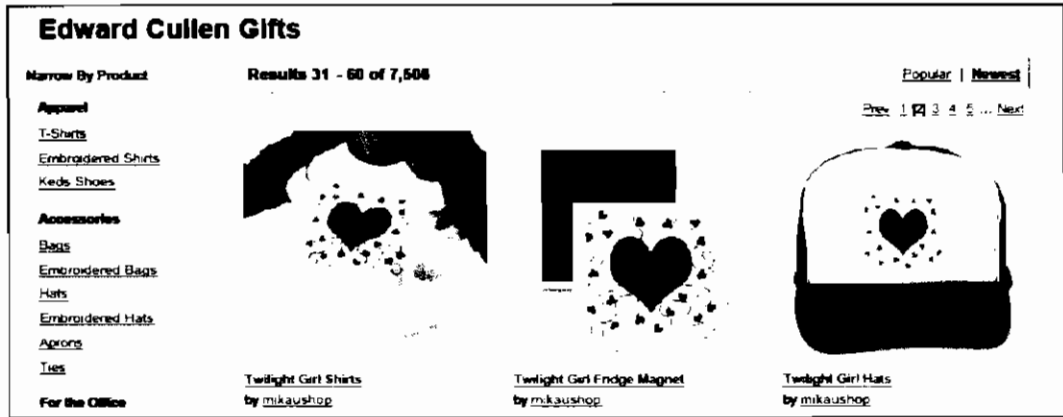 Edward Cullen Gifts
Narrow By Product
Results 31 - 60 of 7,506
Popular | Newest
Prev 1 2 3 4 5 ... Next
Apparel
T-Shirts
Embroidered Shirts
Keds Shoes
Accessories
Bags
Embroidered Bags
Hats
Embroidered Hats
Aprons
Ties
For the Office
Twilight Girl Shirts
by mikaushop
Twilight Girl Fridge Magnet
by mikaushop
Twilight Girl Hats
by mikaushop